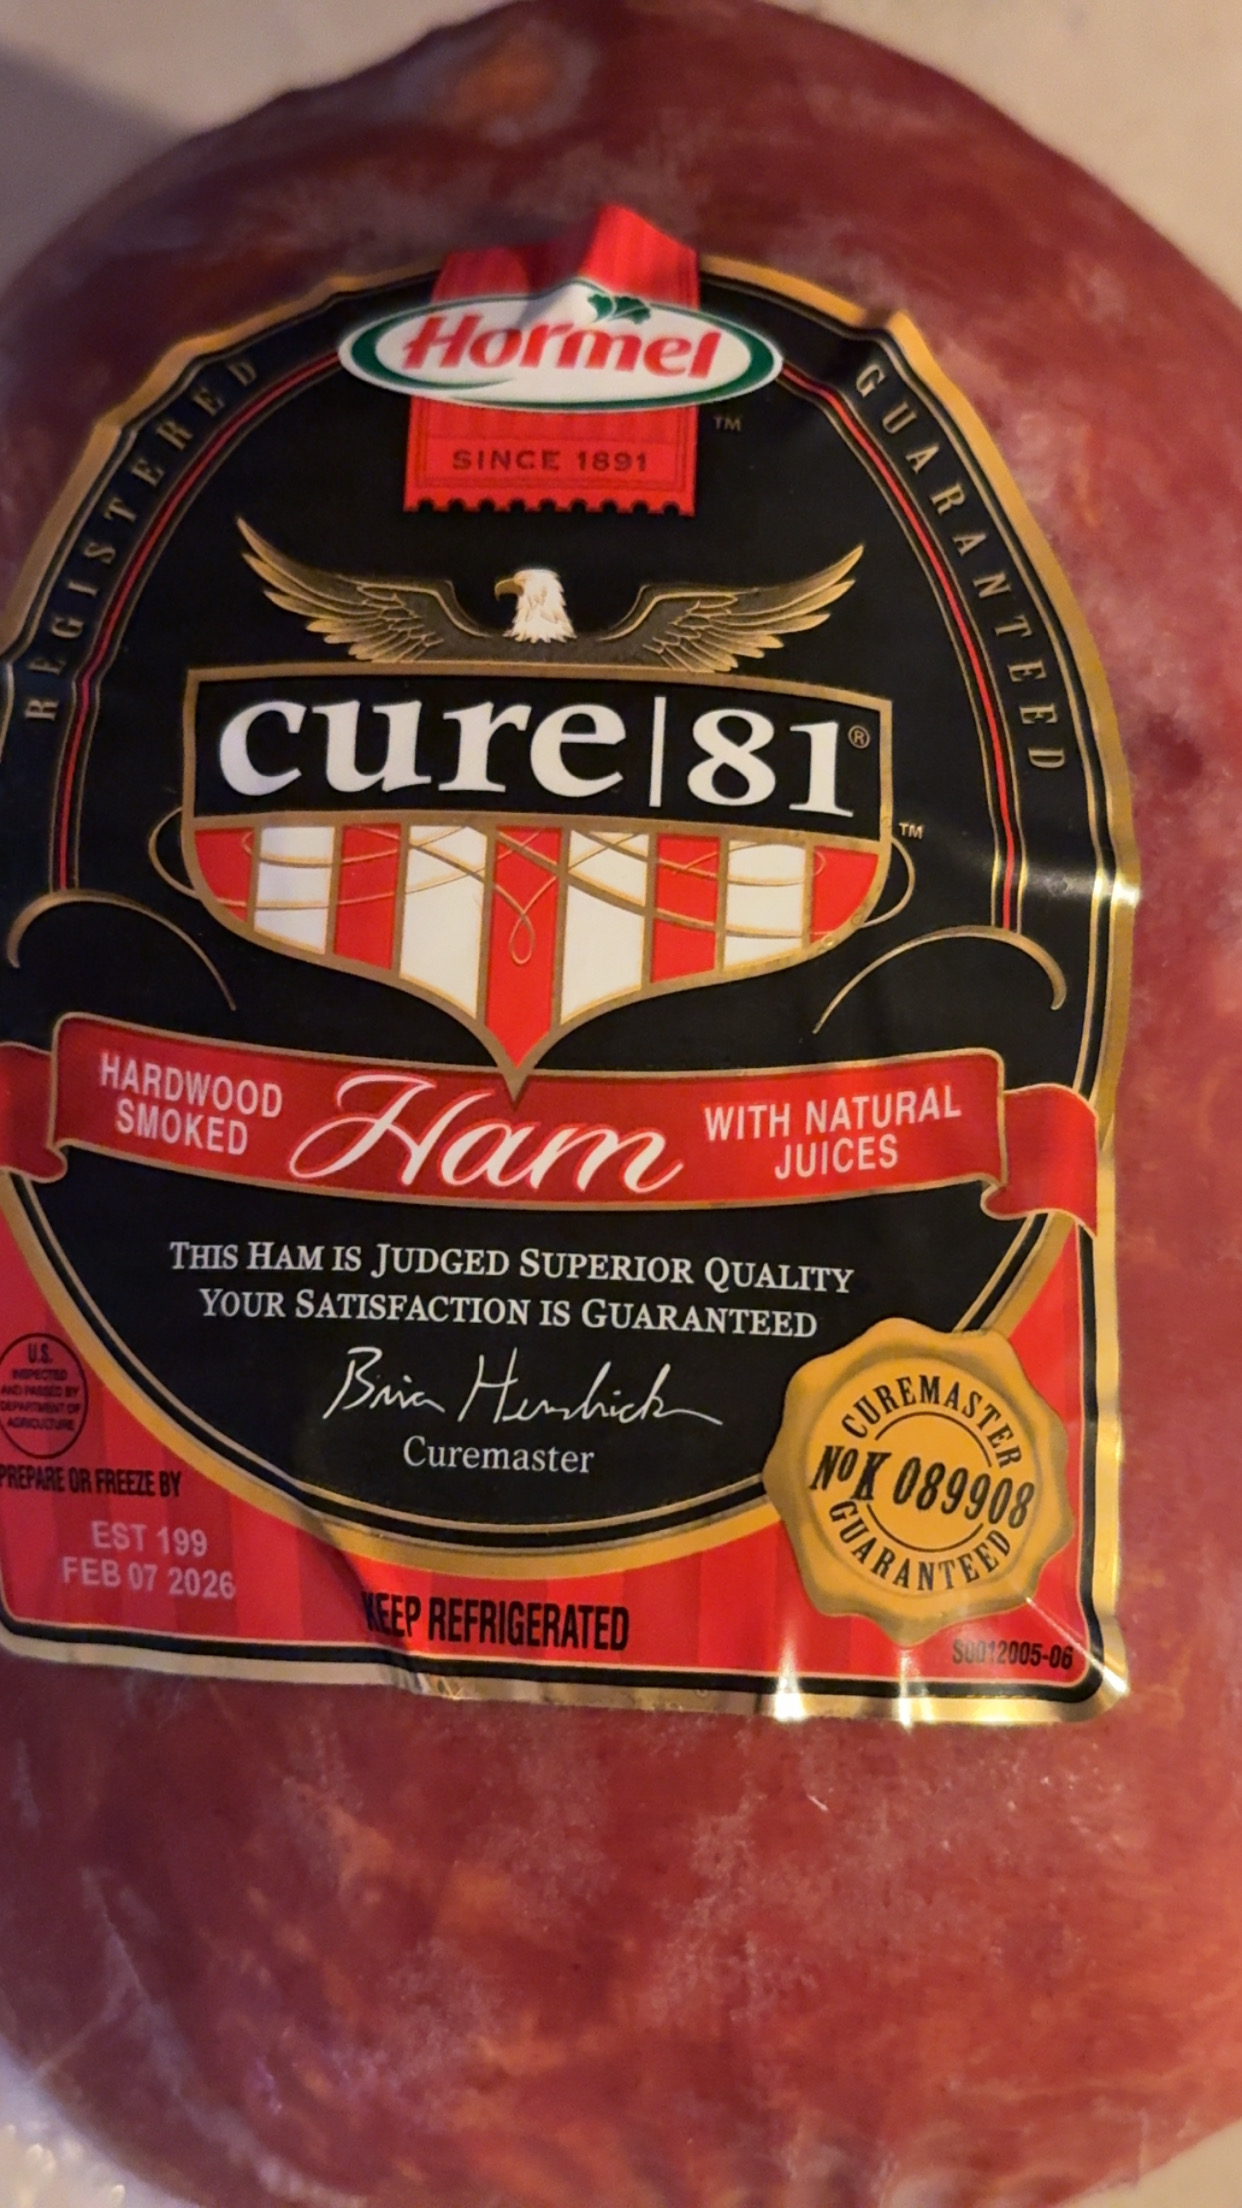 Hormel
TM
SINCE 1891
REGISTERED
GUARANTEED
cure|81®
TM
HARDWOOD
SMOKED
Ham
WITH NATURAL
JUICES
THIS HAM IS JUDGED SUPERIOR QUALITY
YOUR SATISFACTION IS GUARANTEED
Brian Hendrick
Curemaster
U.S.
INSPECTED
AND PASSED BY
DEPARTMENT OF
AGRICULTURE
PREPARE OR FREEZE BY
EST 199
FEB 07 2026
KEEP REFRIGERATED
CUREMASTER
No K 089908
GUARANTEED
S0012005-06